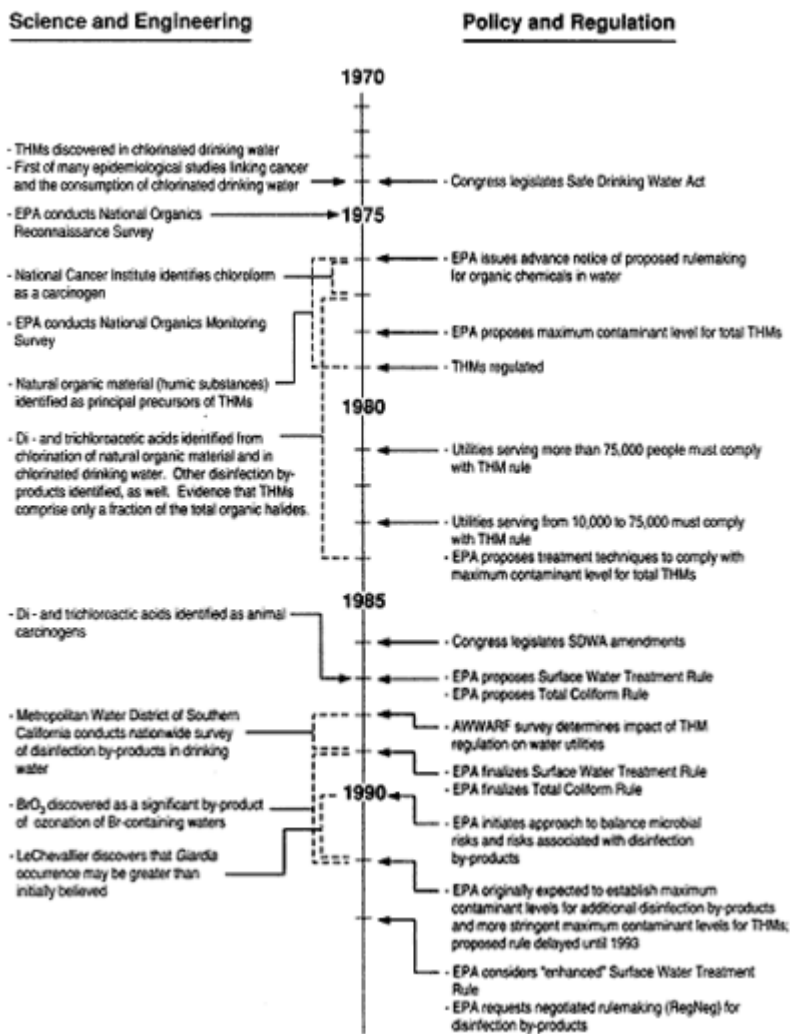 Science and Engineering
Policy and Regulation
1970
- THMs discovered in chlorinated drinking water
- First of many epidemiological studies linking cancer
and the consumption of chlorinated drinking water
- Congress legislates Safe Drinking Water Act
- EPA conducts National Organics
Reconnaissance Survey
1975
- EPA issues advance notice of proposed rulemaking
for organic chemicals in water
- National Cancer Institute identifies chloroform
as a carcinogen
- EPA conducts National Organics Monitoring
Survey
- EPA proposes maximum contaminant level for total THMs
- THMs regulated
- Natural organic material (humic substances)
identified as principal precursors of THMs
1980
- Di - and trichloroacetic acids identified from
chlorination of natural organic material and in
chlorinated drinking water. Other disinfection by-
products identified, as well. Evidence that THMs
comprise only a fraction of the total organic halides.
- Utilities serving more than 75,000 people must comply
with THM rule
- Utilities serving from 10,000 to 75,000 must comply
with THM rule
- EPA proposes treatment techniques to comply with
maximum contaminant level for total THMs
1985
- Di - and trichloroactic acids identified as animal
carcinogens
- Congress legislates SDWA amendments
- EPA proposes Surface Water Treatment Rule
- EPA proposes Total Coliform Rule
- Metropolitan Water District of Southern
California conducts nationwide survey
of disinfection by-products in drinking
water
- AWWARF survey determines impact of THM
regulation on water utilities
- EPA finalizes Surface Water Treatment Rule
- EPA finalizes Total Coliform Rule
1990
- BrO₃ discovered as a significant by-product
of ozonation of Br-containing waters
- EPA initiates approach to balance microbial
risks and risks associated with disinfection
by-products
- LeChevallier discovers that Giardia
occurrence may be greater than
initially believed
- EPA originally expected to establish maximum
contaminant levels for additional disinfection by-products
and more stringent maximum contaminant levels for THMs;
proposed rule delayed until 1993
- EPA considers "enhanced" Surface Water Treatment
Rule
- EPA requests negotiated rulemaking (RegNeg) for
disinfection by-products